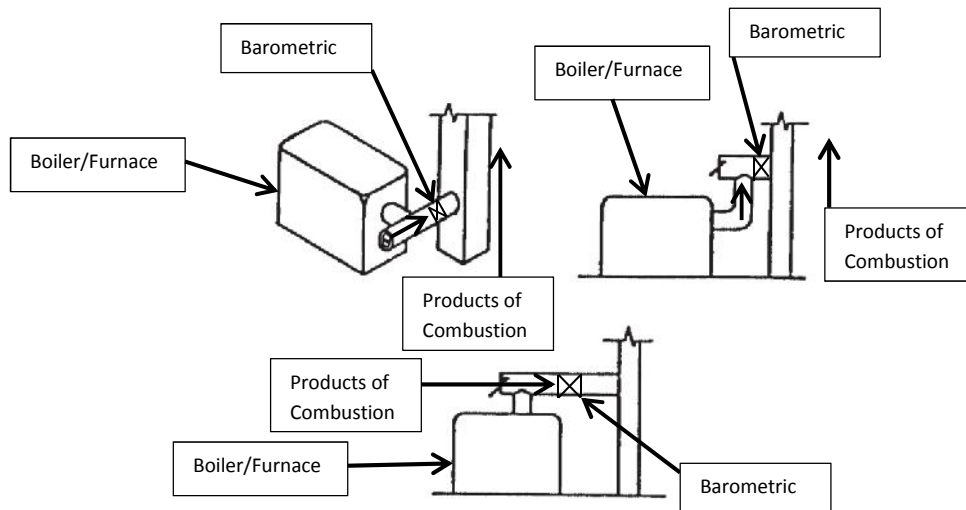 Barometric
Boiler/Furnace
Products of
Combustion
Barometric
Boiler/Furnace
Products of
Combustion
Products of
Combustion
Boiler/Furnace
Barometric